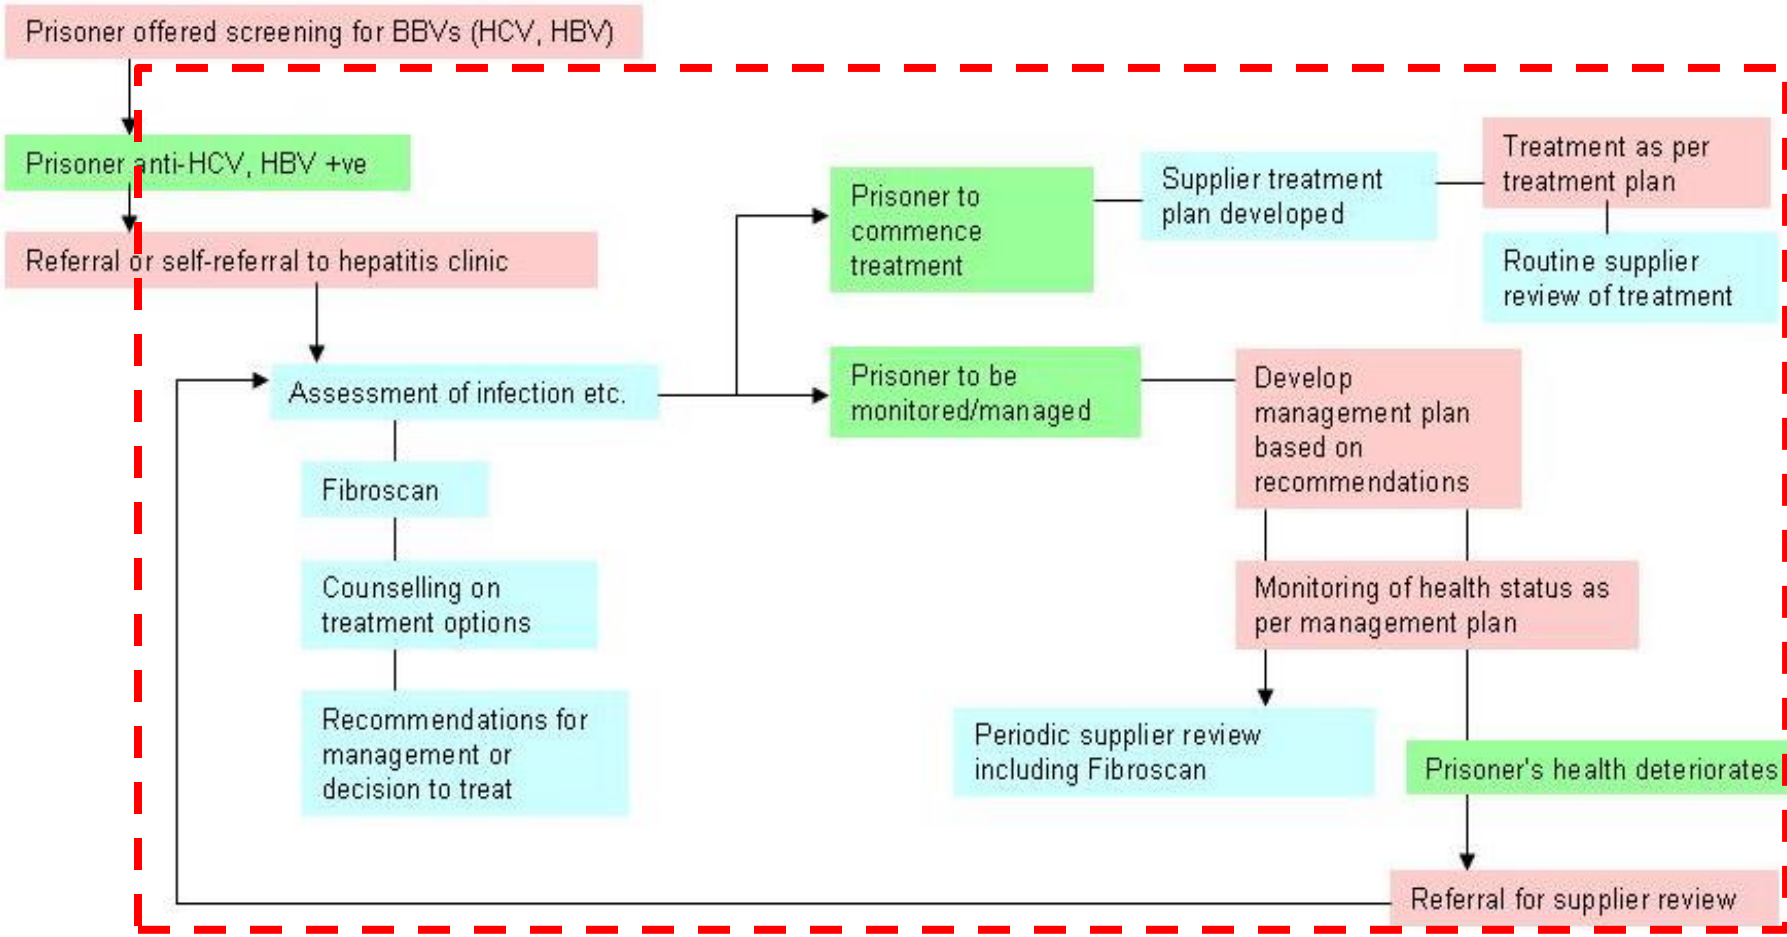 Prisoner offered screening for BBVs (HCV, HBV)
Prisoner anti-HCV, HBV +ve
Referral or self-referral to hepatitis clinic
Assessment of infection etc.
Fibroscan
Counselling on
treatment options
Recommendations for
management or
decision to treat
Prisoner to
commence
treatment
Supplier treatment
plan developed
Treatment as per
treatment plan
Routine supplier
review of treatment
Prisoner to be
monitored/managed
Develop
management plan
based on
recommendations
Monitoring of health status as
per management plan
Periodic supplier review
including Fibroscan
Prisoner's health deteriorates
Referral for supplier review